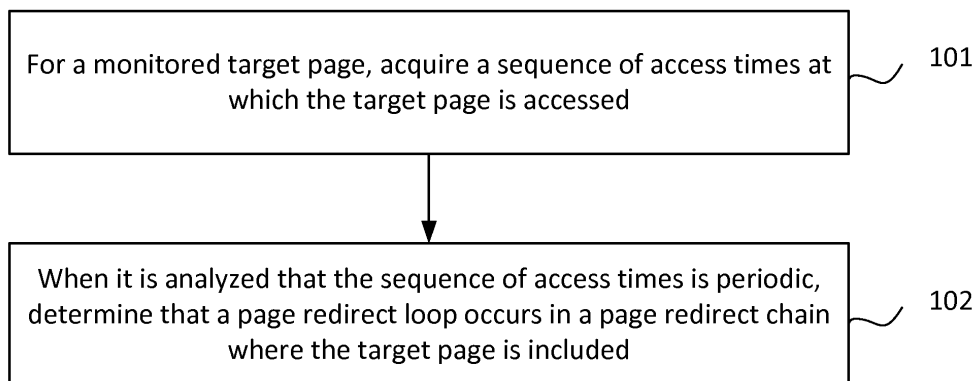 For a monitored target page, acquire a sequence of access times at
which the target page is accessed
101
When it is analyzed that the sequence of access times is periodic,
determine that a page redirect loop occurs in a page redirect chain
where the target page is included
102